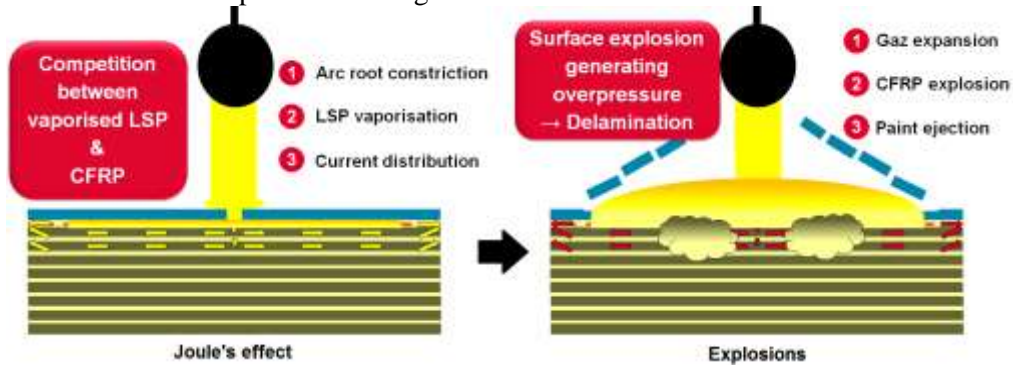 Competition
between
vaporised LSP
&
CFRP
1 Arc root constriction
2 LSP vaporisation
3 Current distribution
Joule's effect
Surface explosion
generating
overpressure
→ Delamination
1 Gaz expansion
2 CFRP explosion
3 Paint ejection
Explosions